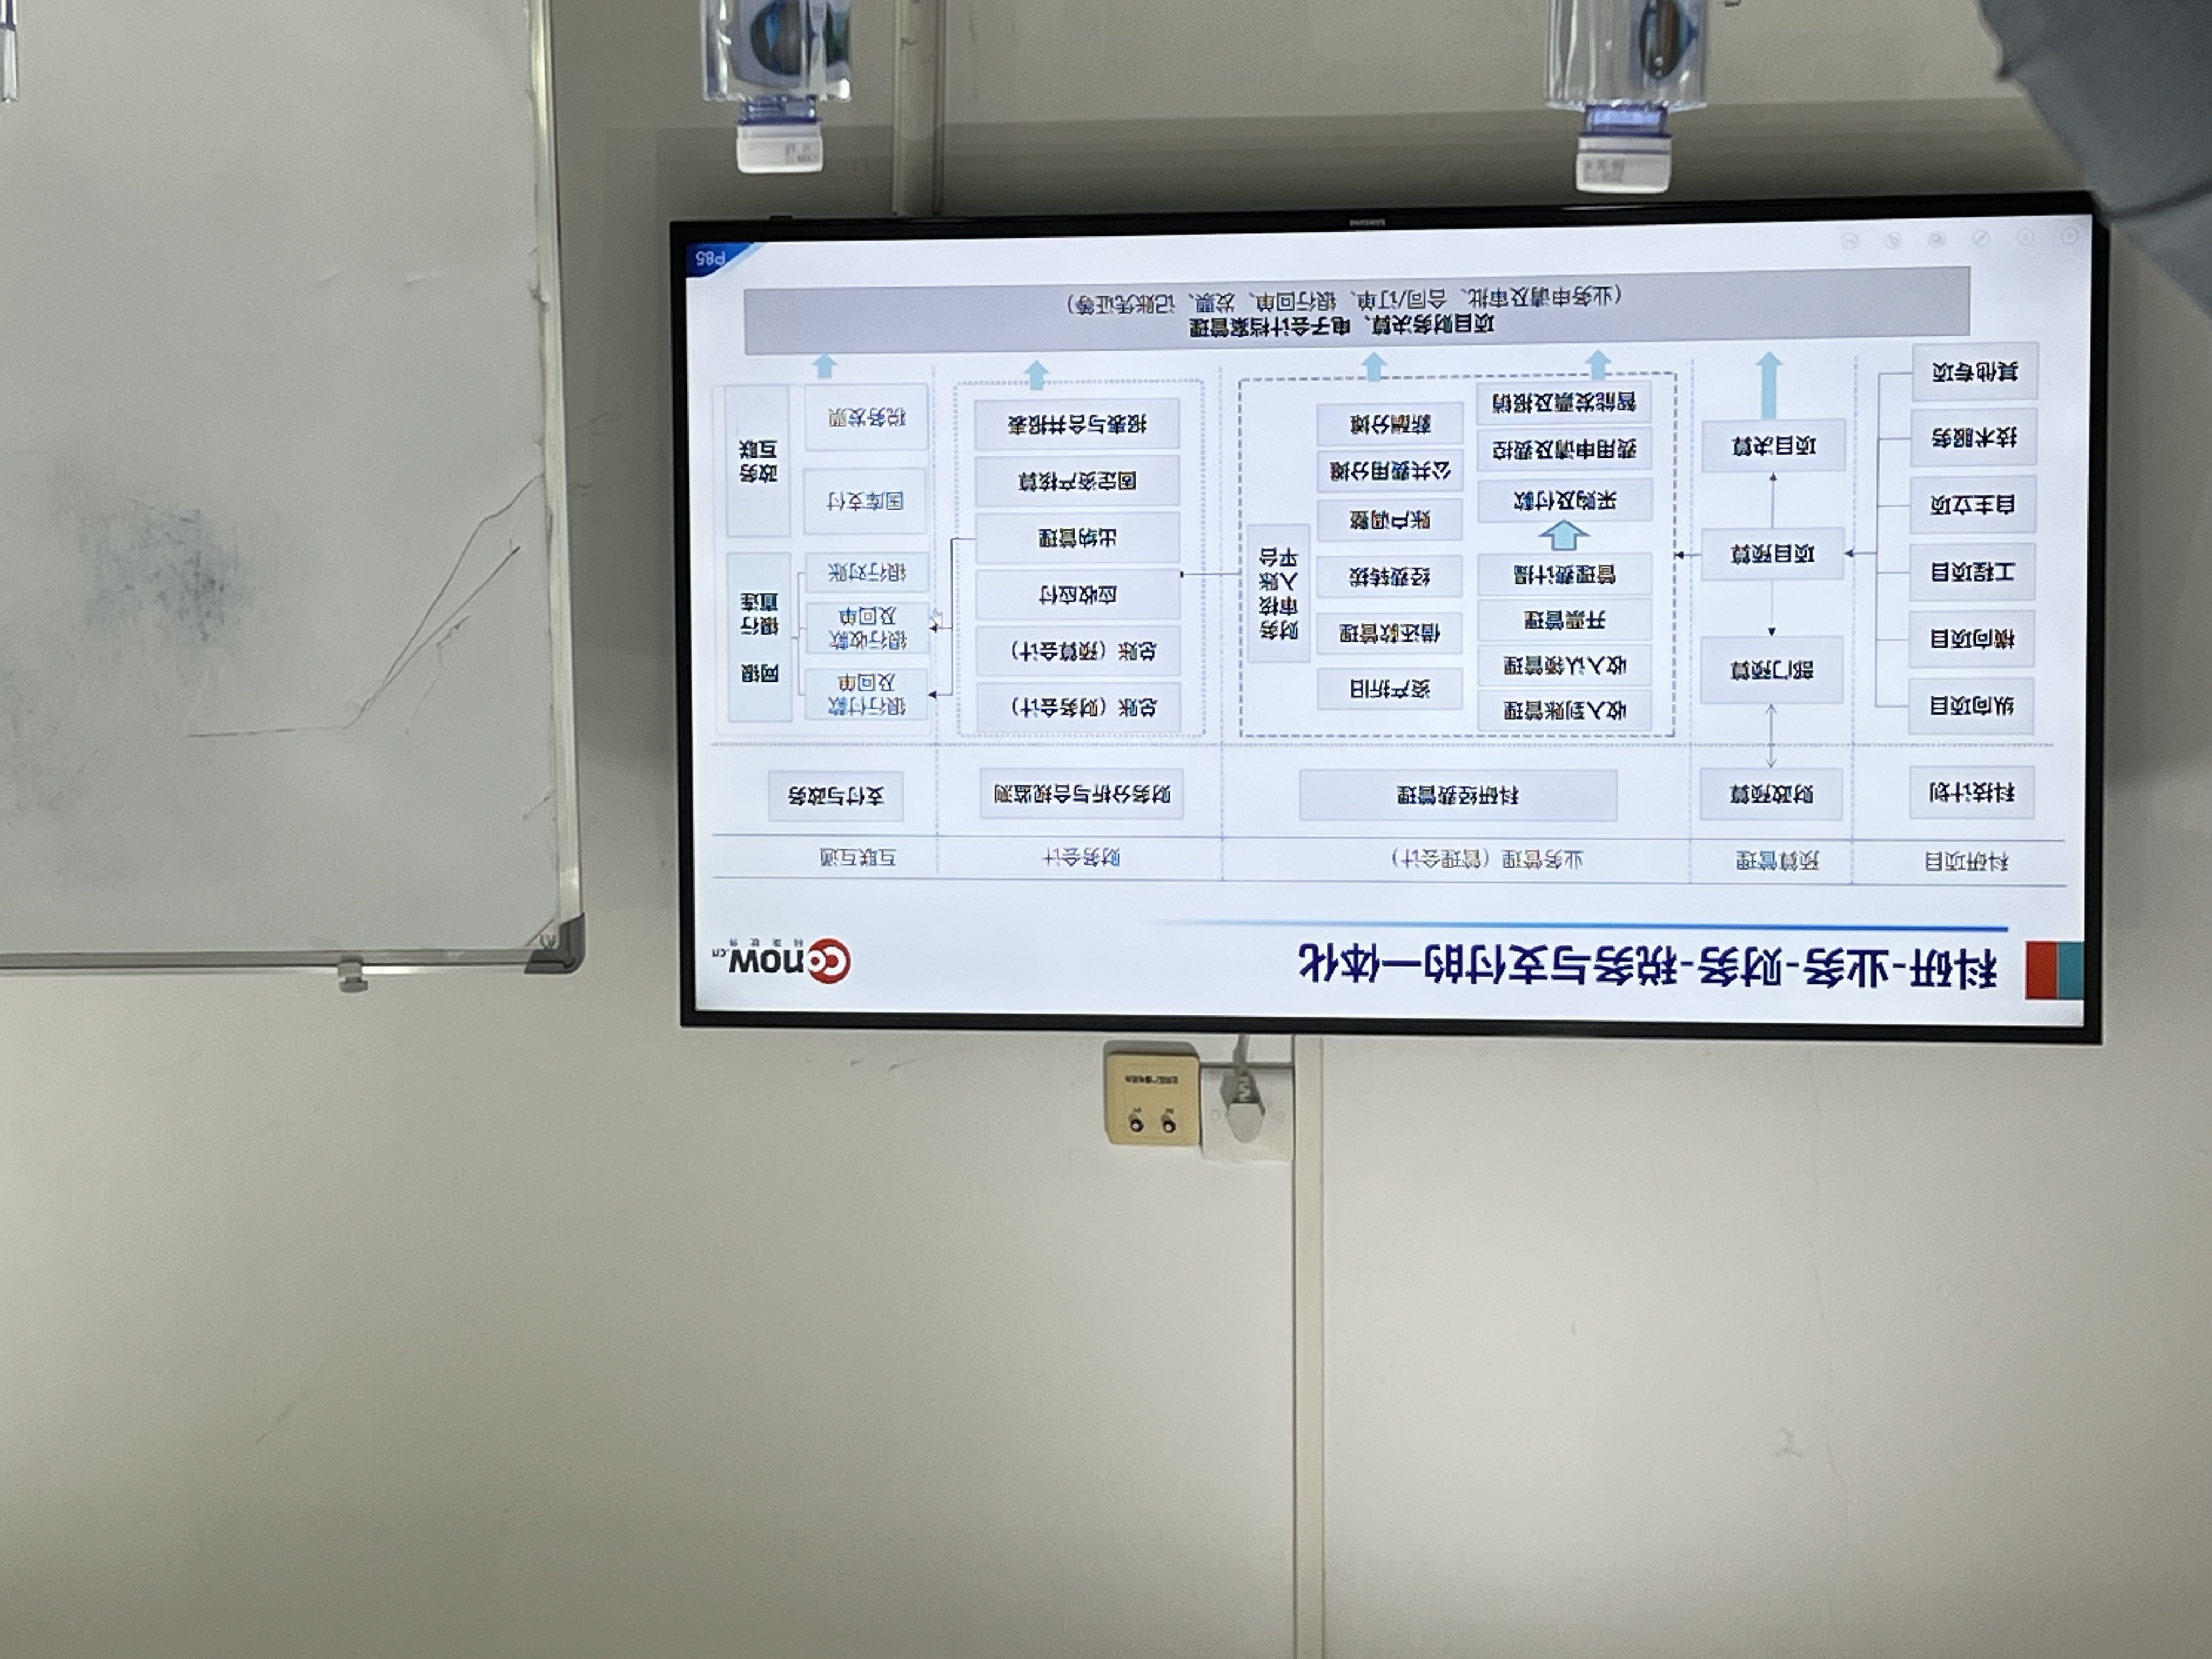 科研-业务-财务-税务与支付的一体化
conow.cn
科研项目
预算管理
业务管理（管理会计）
财务会计
互联互通
科技计划
财政预算
科研经费管理
财务分析与合规监测
支付与政务
纵向项目
横向项目
工程项目
自主立项
技术服务
其他专项
部门预算
项目预算
项目决算
收入到账管理
收入认领管理
开票管理
管理费计提
采购及付款
费用申请及费控
智能发票及报销
资产折旧
借还款管理
经费转拨
账户调整
公共费用分摊
薪酬分摊
财务
审核
入账
平台
总账（财务会计）
总账（预算会计）
应收应付
出纳管理
固定资产核算
报表与合并报表
银行付款
及回单
银行收款
及回单
银行对账
国库支付
税务发票
网银
银行
直连
政务
互联
项目财务决算、电子会计档案管理
（业务申请及审批、合同/订单、银行回单、发票、记账凭证等）
P85
SAMSUNG